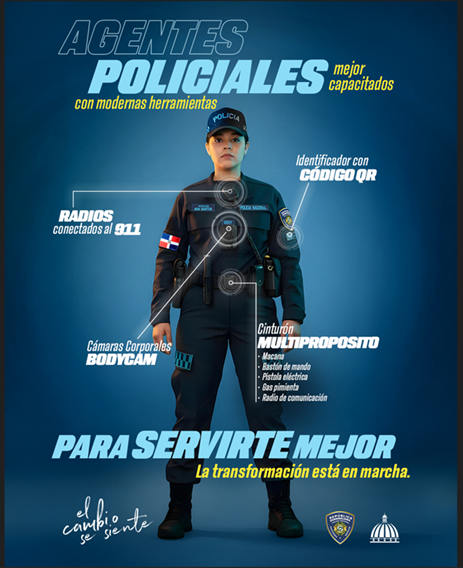 AGENTES
POLICIALES
mejor
capacitados
con modernas herramientas
POLICIA
Identificador con
CÓDIGO QR
RADIOS
conectados al 911
POLICIA NACIONAL
Cámaras Corporales
BODYCAM
Cinturón
MULTIPROPOSITO
• Macana
• Bastón de mando
• Pistola eléctrica
• Gas pimienta
• Radio de comunicación
PARA SERVIRTE MEJOR
La transformación está en marcha.
el
cambio
se siente